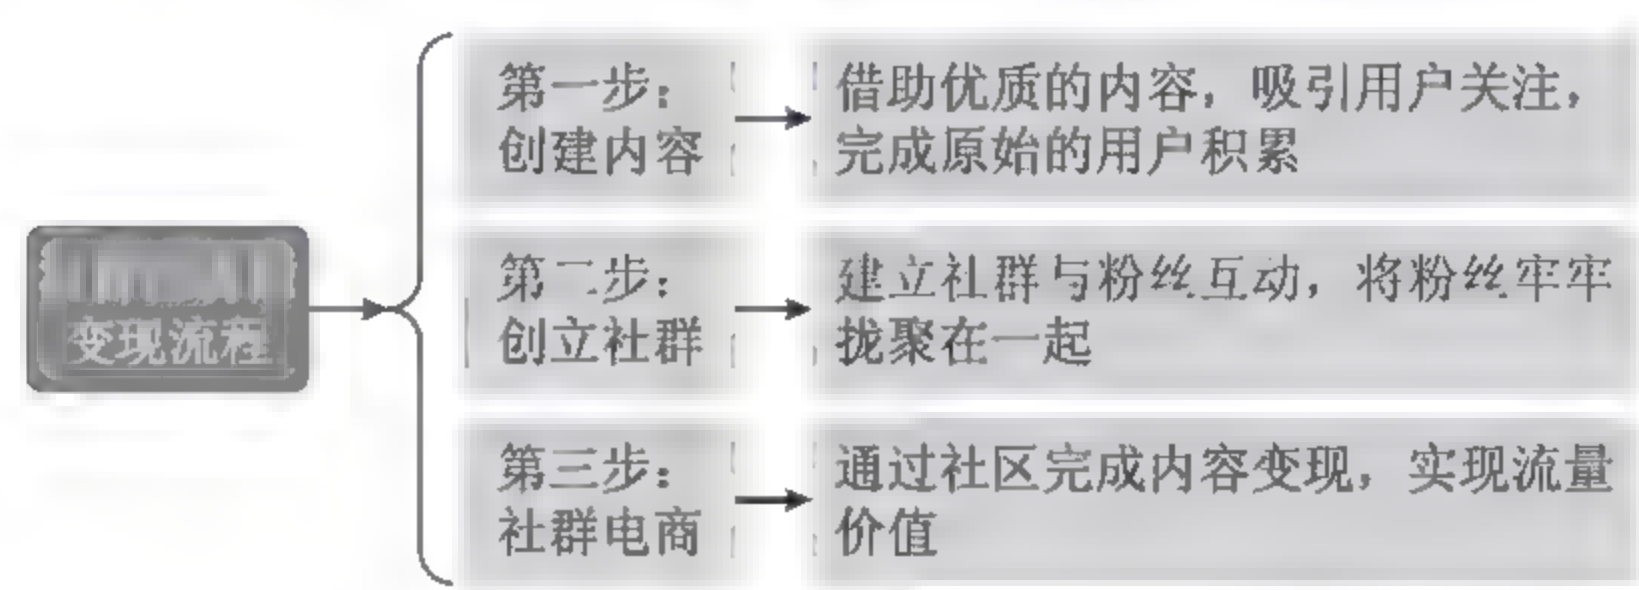 第一步：
创建内容
借助优质的内容，吸引用户关注，
完成原始的用户积累
变现流程
第二步：
创立社群
建立社群与粉丝互动，将粉丝牢牢
拢聚在一起
第三步：
社群电商
通过社区完成内容变现，实现流量
价值